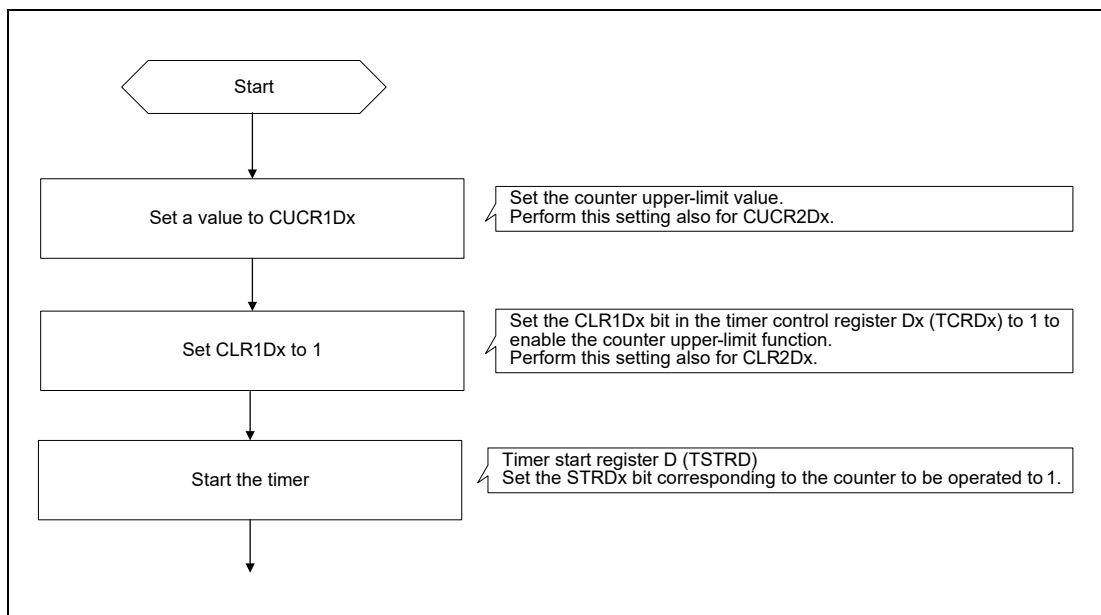 Start
Set a value to CUCR1Dx
Set the counter upper-limit value.
Perform this setting also for CUCR2Dx.
Set CLR1Dx to 1
Set the CLR1Dx bit in the timer control register Dx (TCRDx) to 1 to
enable the counter upper-limit function.
Perform this setting also for CLR2Dx.
Start the timer
Timer start register D (TSTRD)
Set the STRDx bit corresponding to the counter to be operated to 1.